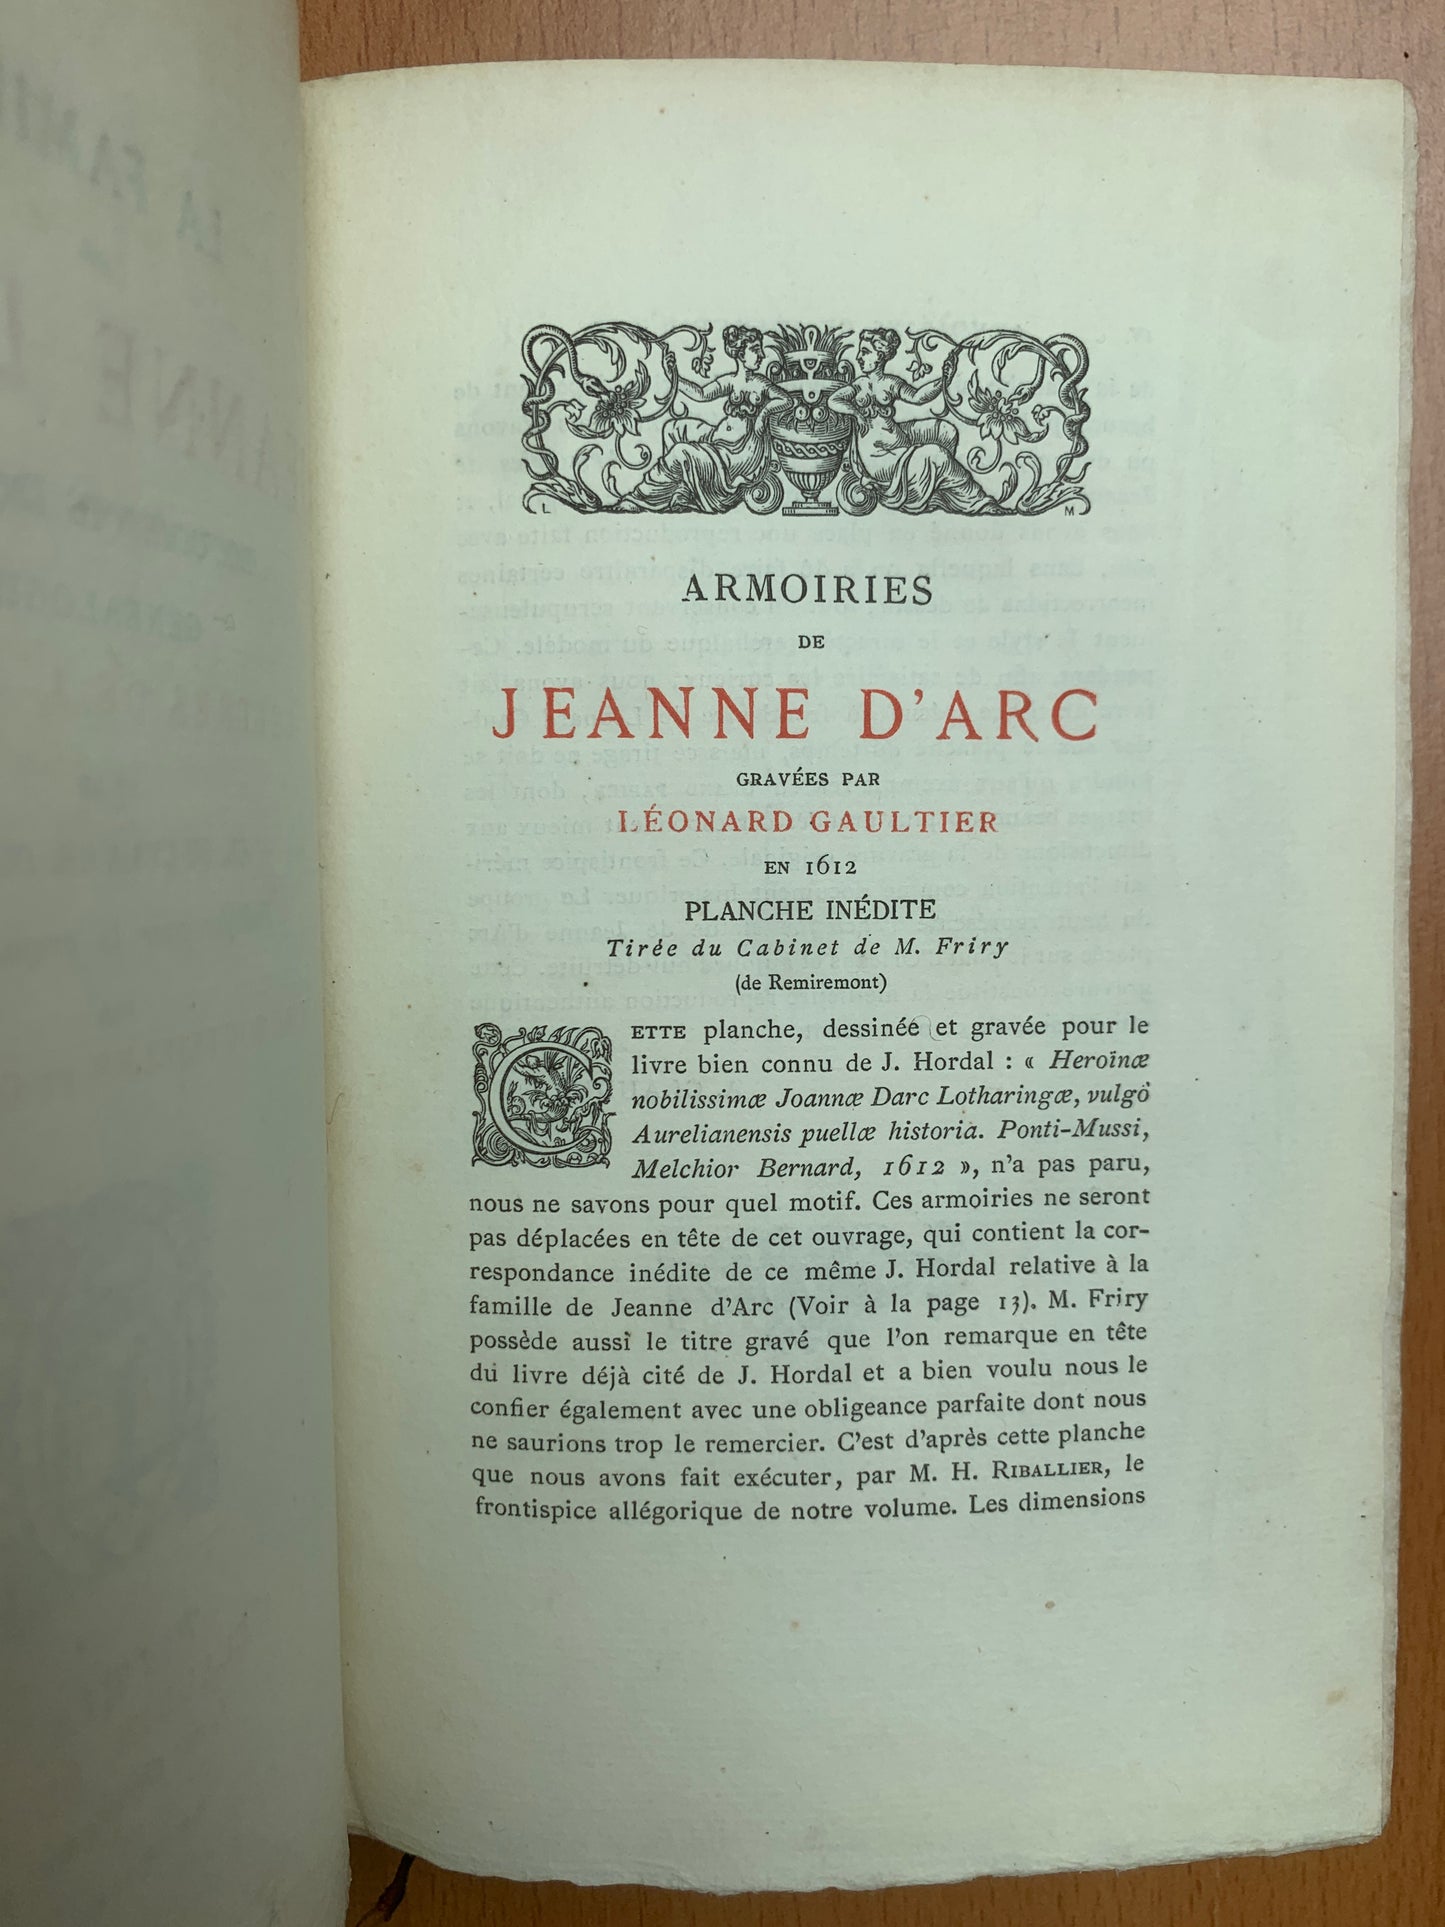 L M
ARMOIRIES
DE
JEANNE D'ARC
GRAVÉES PAR
LÉONARD GAULTIER
EN 1612
PLANCHE INÉDITE
Tirée du Cabinet de M. Friry
(de Remiremont)
CETTE planche, dessinéé et gravée pour le
livre bien connu de J. Hordal : « Heroïnæ
nobilissimæ Joannæ Darc Lotharingæ, vulgò
Aurelianensis puellæ historia. Ponti-Mussi,
Melchior Bernard, 1612 », n'a pas paru,
nous ne savons pour quel motif. Ces armoiries ne seront
pas déplacées en tête de cet ouvrage, qui contient la cor-
respondance inédite de ce même J. Hordal relative à la
famille de Jeanne d'Arc (Voir à la page 13). M. Friry
possède aussi le titre gravé que l'on remarque en tête
du livre déjà cité de J. Hordal et a bien voulu nous le
confier également avec une obligeance parfaite dont nous
ne saurions trop le remercier. C'est d'après cette planche
que nous avons fait exécuter, par M. H. RIBALLIER, le
frontispice allégorique de notre volume. Les dimensions